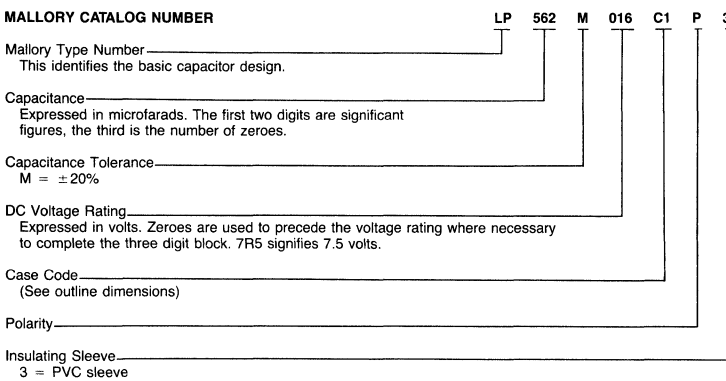 MALLORY CATALOG NUMBER LP 562 M 016 C1 P
Mallory Type Number
This identifies the basic capacitor design.
Capacitance
Expressed in microfarads. The first two digits are significant
figures, the third is the number of zeroes.
Capacitance Tolerance
M = ±20%
DC Voltage Rating
Expressed in volts. Zeroes are used to precede the voltage rating where necessary
to complete the three digit block. 7R5 signifies 7.5 volts.
Case Code
(See outline dimensions)
Polarity
Insulating Sleeve
3 = PVC sleeve